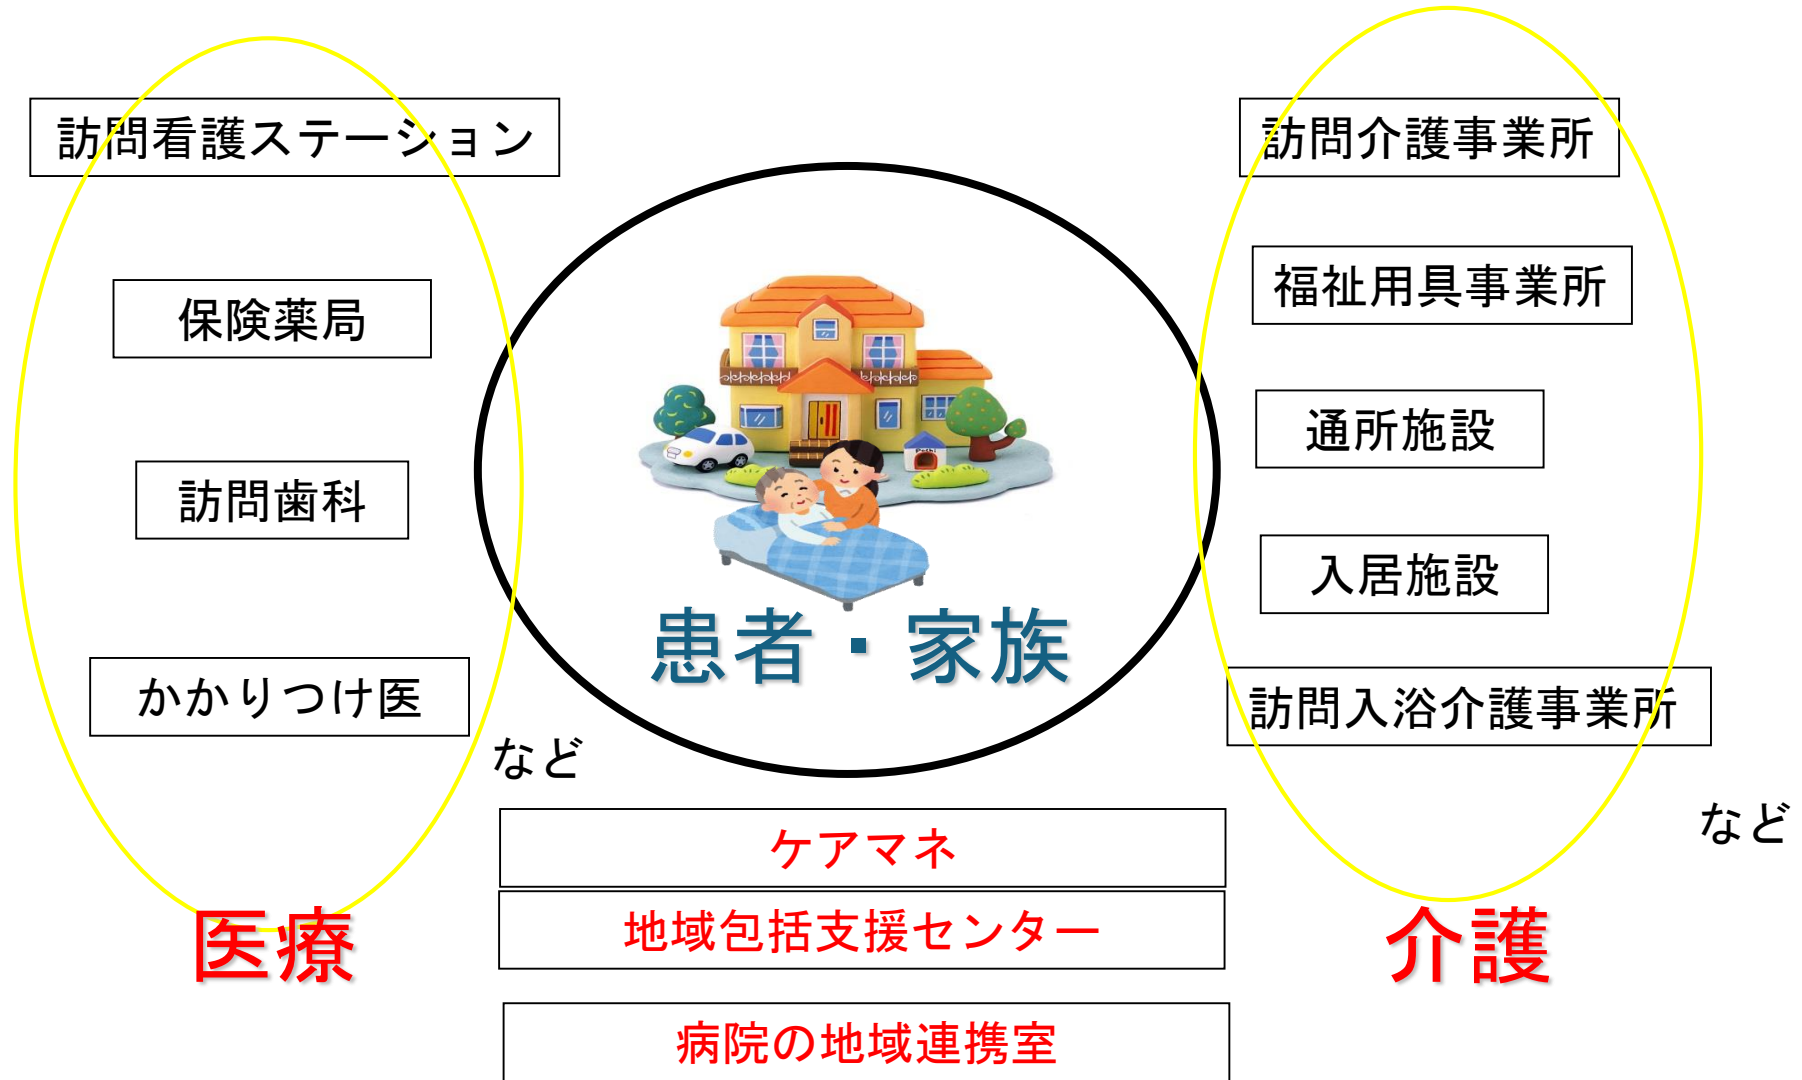 訪問看護ステーション
保険薬局
訪問歯科
かかりつけ医
など
医療
患者・家族
ケアマネ
地域包括支援センター
病院の地域連携室
訪問介護事業所
福祉用具事業所
通所施設
入居施設
訪問入浴介護事業所
など
介護